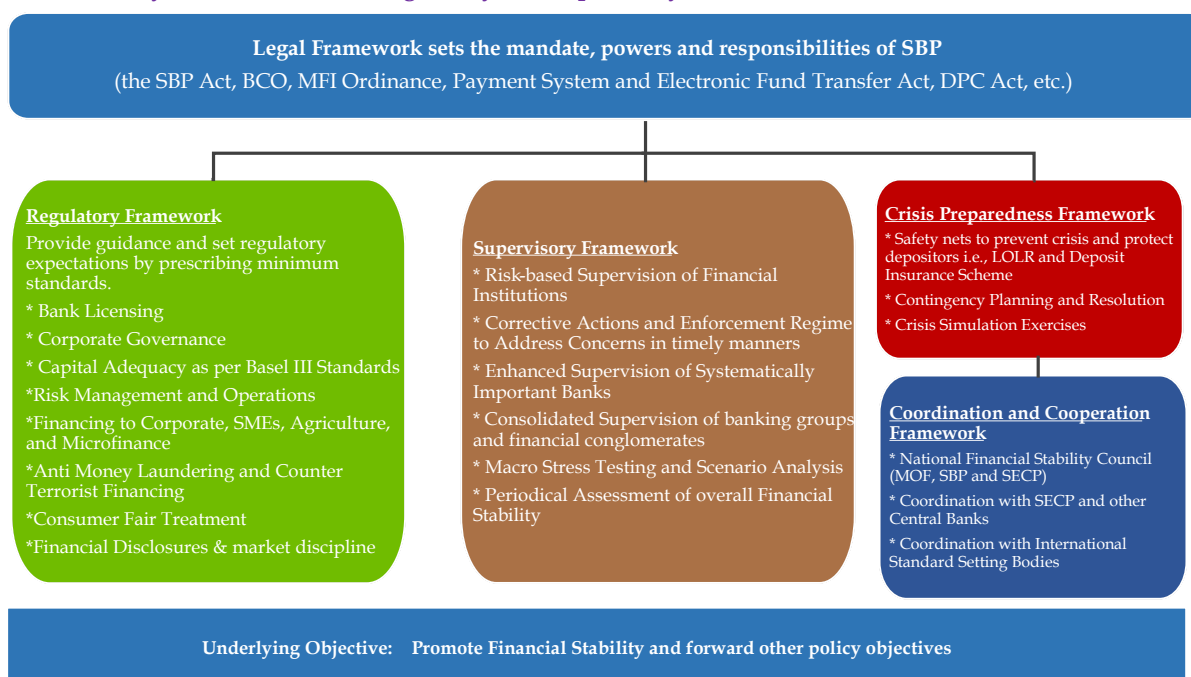 Legal Framework sets the mandate, powers and responsibilities of SBP
(the SBP Act, BCO, MFI Ordinance, Payment System and Electronic Fund Transfer Act, DPC Act, etc.)
Regulatory Framework
Provide guidance and set regulatory
expectations by prescribing minimum
standards.
* Bank Licensing
* Corporate Governance
* Capital Adequacy as per Basel III Standards
*Risk Management and Operations
*Financing to Corporate, SMEs, Agriculture,
and Microfinance
*Anti Money Laundering and Counter
Terrorist Financing
*Consumer Fair Treatment
*Financial Disclosures & market discipline
Supervisory Framework
* Risk-based Supervision of Financial
Institutions
* Corrective Actions and Enforcement Regime
to Address Concerns in timely manners
* Enhanced Supervision of Systematically
Important Banks
* Consolidated Supervision of banking groups
and financial conglomerates
* Macro Stress Testing and Scenario Analysis
* Periodical Assessment of overall Financial
Stability
Crisis Preparedness Framework
* Safety nets to prevent crisis and protect
depositors i.e., LOLR and Deposit
Insurance Scheme
* Contingency Planning and Resolution
* Crisis Simulation Exercises
Coordination and Cooperation
Framework
* National Financial Stability Council
(MOF, SBP and SECP)
* Coordination with SECP and other
Central Banks
* Coordination with International
Standard Setting Bodies
Underlying Objective: Promote Financial Stability and forward other policy objectives